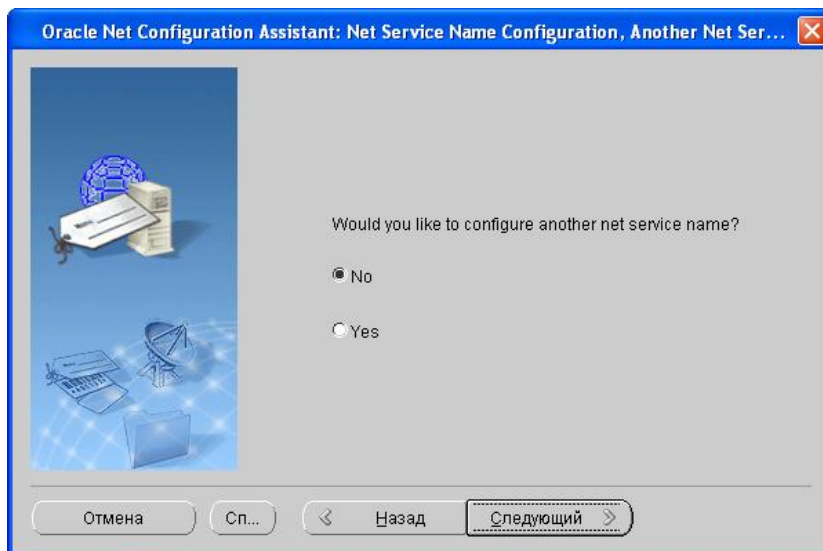 Oracle Net Configuration Assistant: Net Service Name Configuration, Another Net Ser...
Would you like to configure another net service name?
No
Yes
Отмена
Сп...
Назад
Следующий